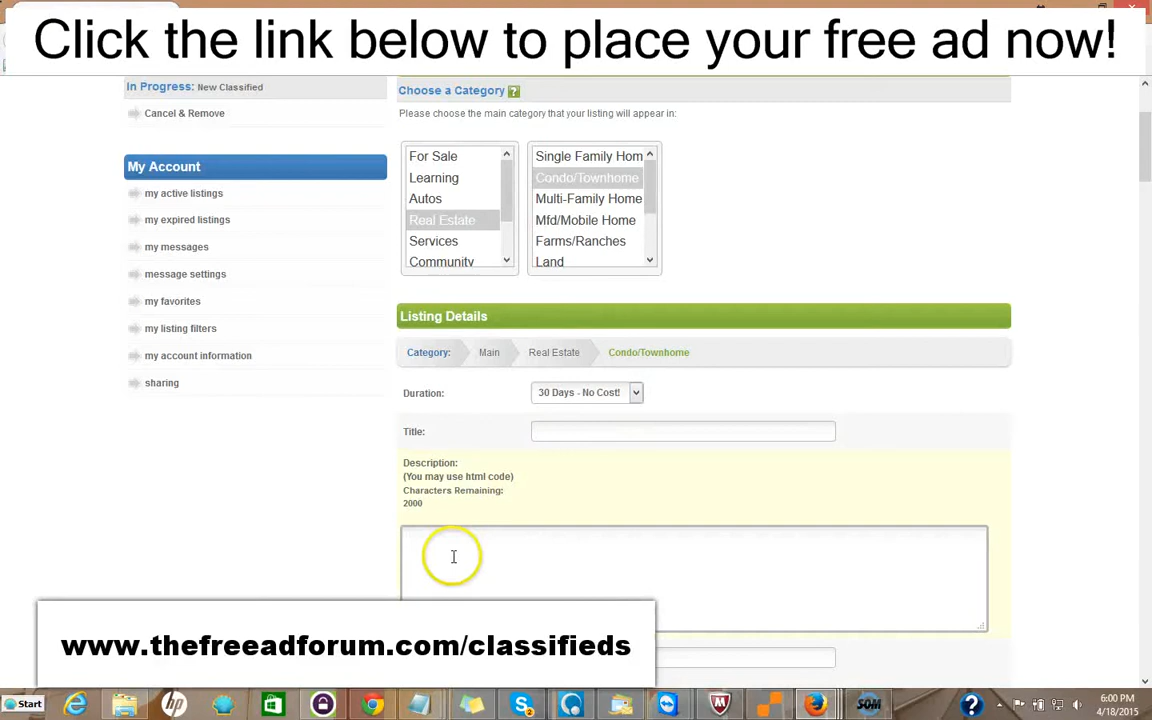 Click the link below to place your free ad now!
In Progress: New Classified
Cancel & Remove
My Account
my active listings
my expired listings
my messages
message settings
my favorites
my listing filters
my account information
sharing
Choose a Category ?
Please choose the main category that your listing will appear in:
For Sale
Learning
Autos
Real Estate
Services
Community
Single Family Hom
Condo/Townhome
Multi-Family Home
Mfd/Mobile Home
Farms/Ranches
Land
Listing Details
Category: Main Real Estate Condo/Townhome
Duration: 30 Days - No Cost!
Title:
Description:
(You may use html code)
Characters Remaining:
2000
www.thefreeadforum.com/classifieds
Start
hp
S 2
SOM
?
6:00 PM
4/18/2015